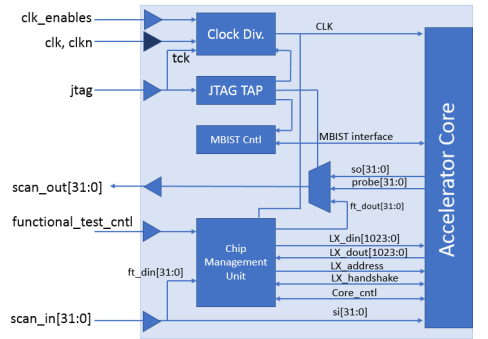 clk_enables
clk, clkn
tck
jtag
Clock Div.
CLK
JTAG TAP
MBIST Cntl
MBIST interface
so[31:0]
probe[31:0]
scan_out[31:0]
ft_dout[31:0]
functional_test_cntl
Chip
Management
Unit
LX_din[1023:0]
LX_dout[1023:0]
LX_address
LX_handshake
Core_cntl
ft_din[31:0]
scan_in[31:0]
si[31:0]
Accelerator Core